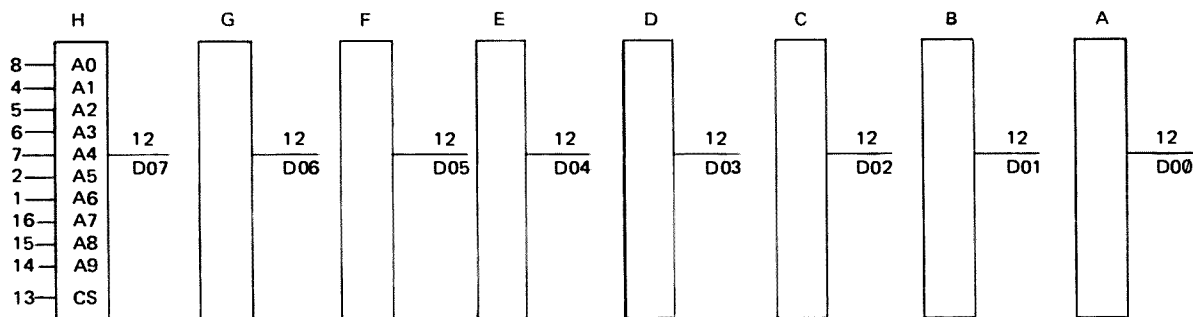 H G F E D C B A
8 A0
4 A1
5 A2
6 A3 12 12 12 12 12 12 12 12
7 A4
D07 D06 D05 D04 D03 D02 D01 D00
2 A5
1 A6
16 A7
15 A8
14 A9
13 CS